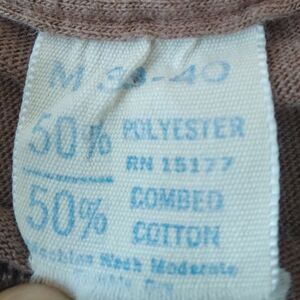 M 38-40
50% POLYESTER
RN 15177
50% COMBED
COTTON
Machine Wash Moderate